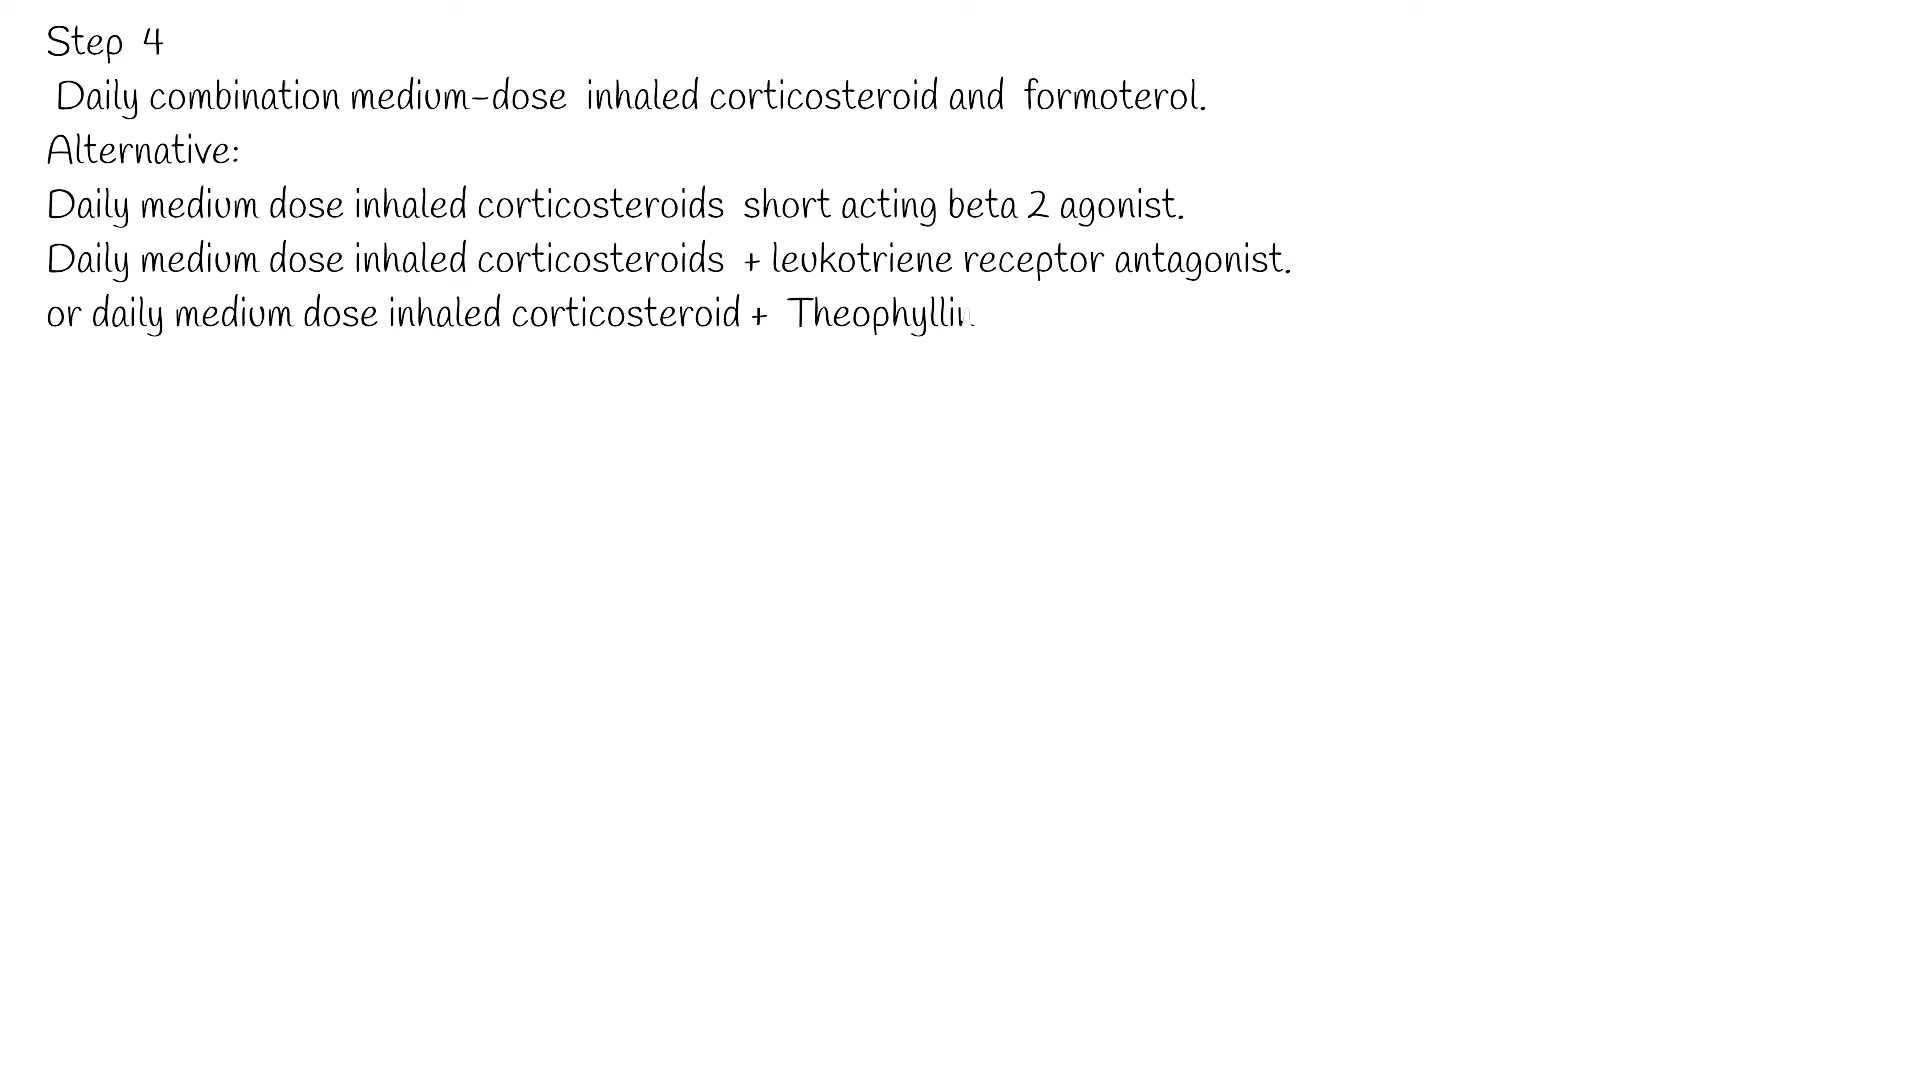 Step 4
Daily combination medium-dose inhaled corticosteroid and formoterol.
Alternative:
Daily medium dose inhaled corticosteroids short acting beta 2 agonist.
Daily medium dose inhaled corticosteroids + leukotriene receptor antagonist.
or daily medium dose inhaled corticosteroid + Theophyllin